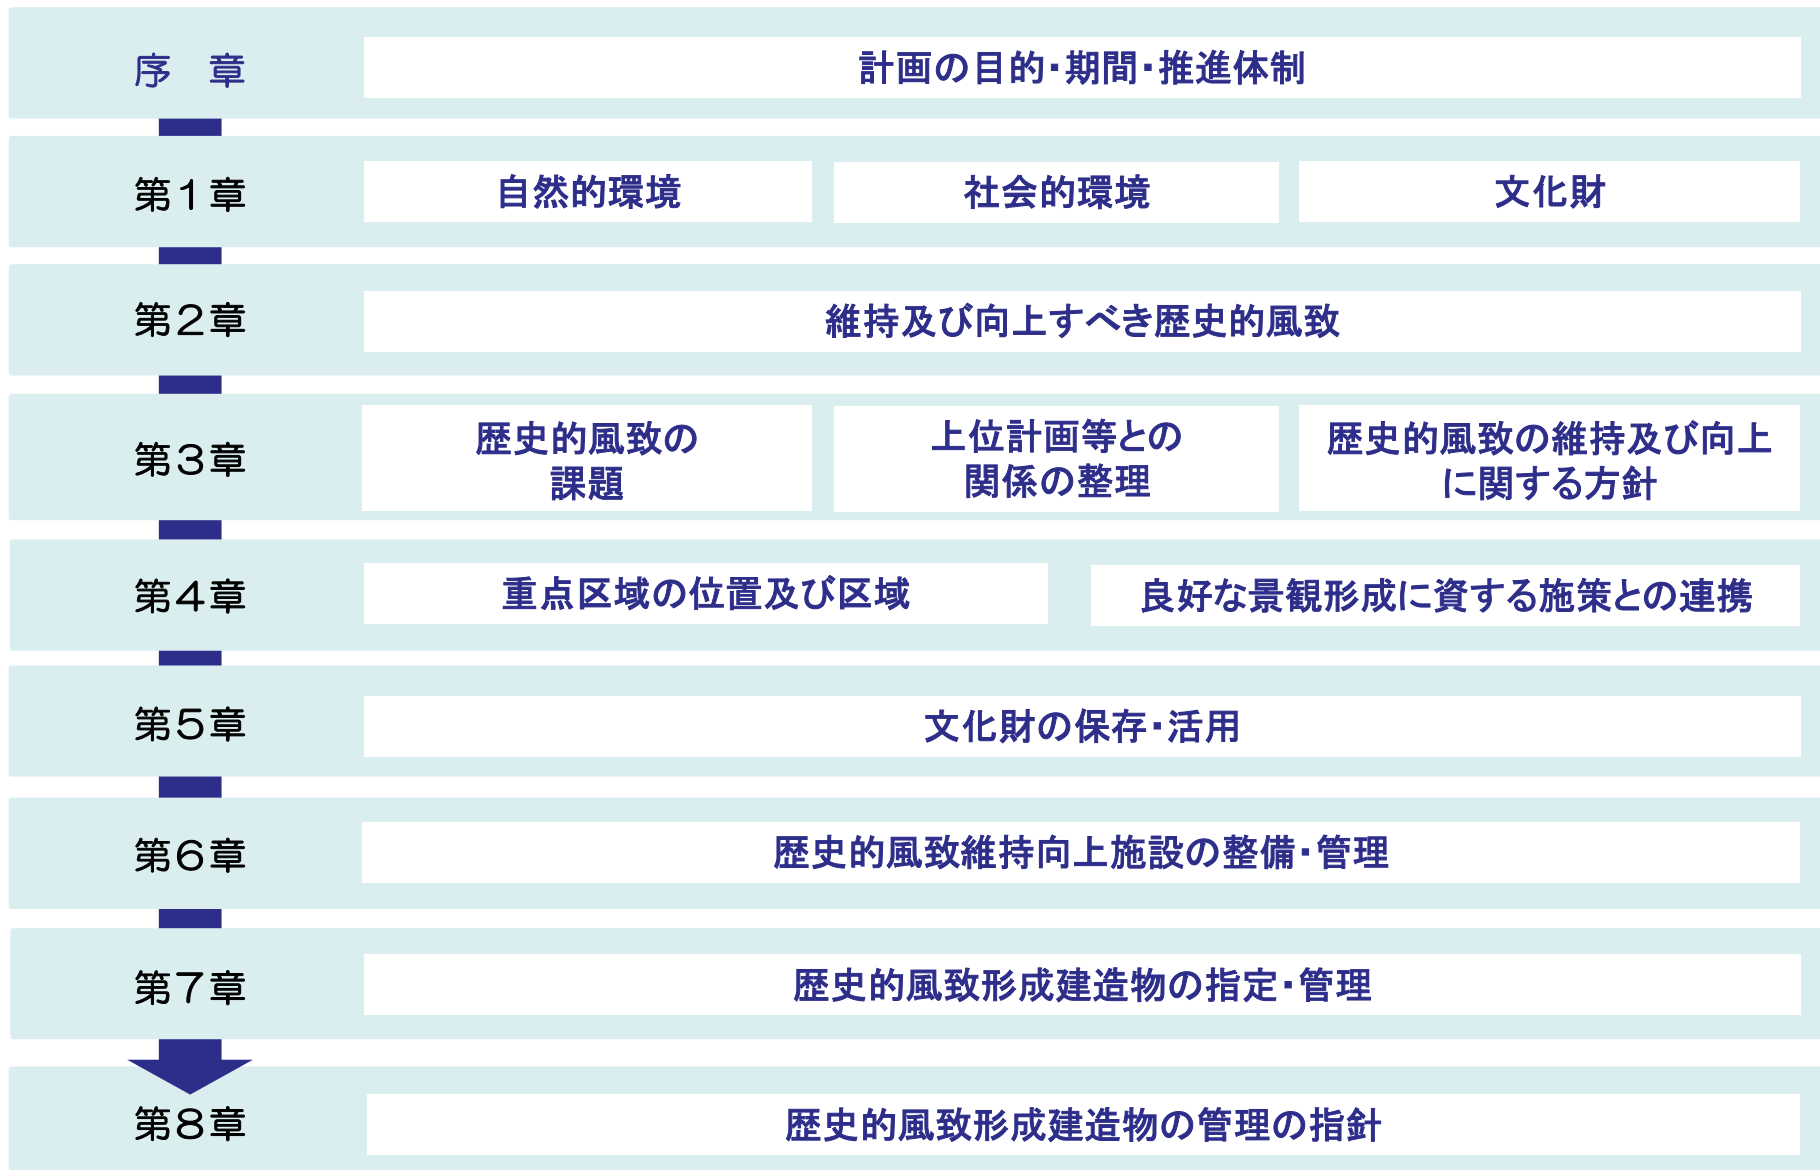 序　章
計画の目的・期間・推進体制
第１章
自然的環境
社会的環境
文化財
第２章
維持及び向上すべき歴史的風致
第３章
歴史的風致の
課題
上位計画等との
関係の整理
歴史的風致の維持及び向上
に関する方針
第４章
重点区域の位置及び区域
良好な景観形成に資する施策との連携
第５章
文化財の保存・活用
第６章
歴史的風致維持向上施設の整備・管理
第７章
歴史的風致形成建造物の指定・管理
第８章
歴史的風致形成建造物の管理の指針